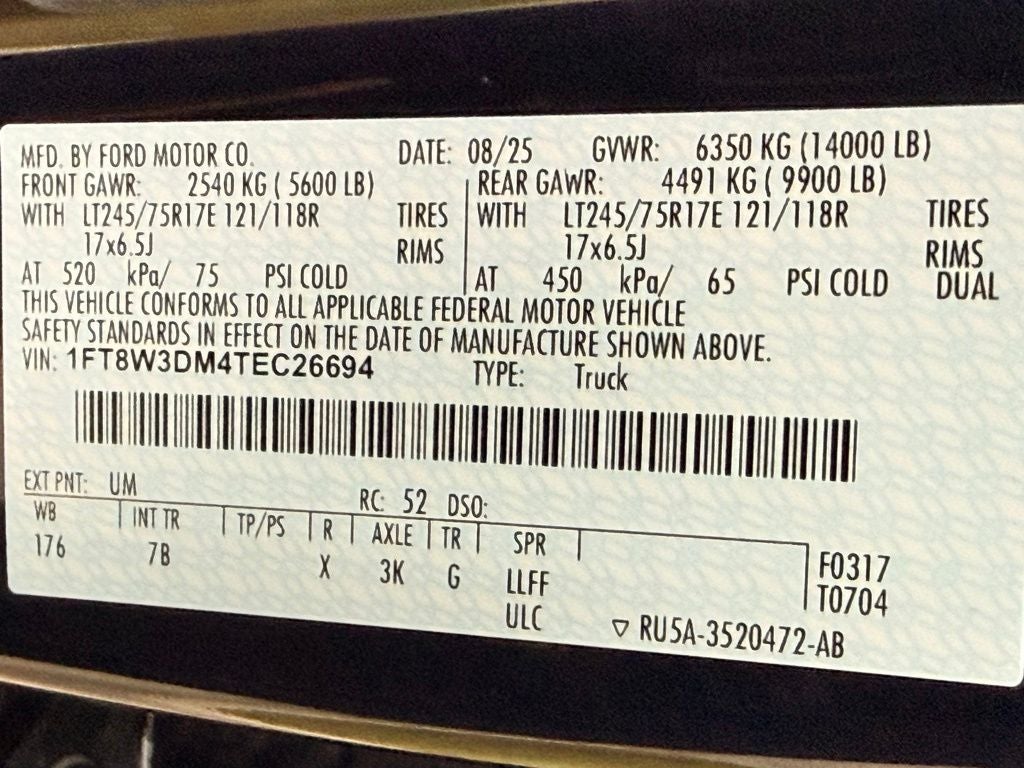 MFD. BY FORD MOTOR CO. DATE: 08/25 GVWR: 6350 KG (14000 LB)
FRONT GAWR: 2540 KG ( 5600 LB) REAR GAWR: 4491 KG ( 9900 LB)
WITH LT245/75R17E 121/118R TIRES WITH LT245/75R17E 121/118R TIRES
17x6.5J RIMS 17x6.5J RIMS
AT 520 kPa/ 75 PSI COLD AT 450 kPa/ 65 PSI COLD DUAL
THIS VEHICLE CONFORMS TO ALL APPLICABLE FEDERAL MOTOR VEHICLE
SAFETY STANDARDS IN EFFECT ON THE DATE OF MANUFACTURE SHOWN ABOVE.
VIN: 1FT8W3DM4TEC26694 TYPE: Truck
EXT PNT: UM RC: 52 DSO:
WB INT TR TP/PS R AXLE TR SPR
176 7B X 3K G LLFF F0317
ULC T0704
▽ RU5A-3520472-AB